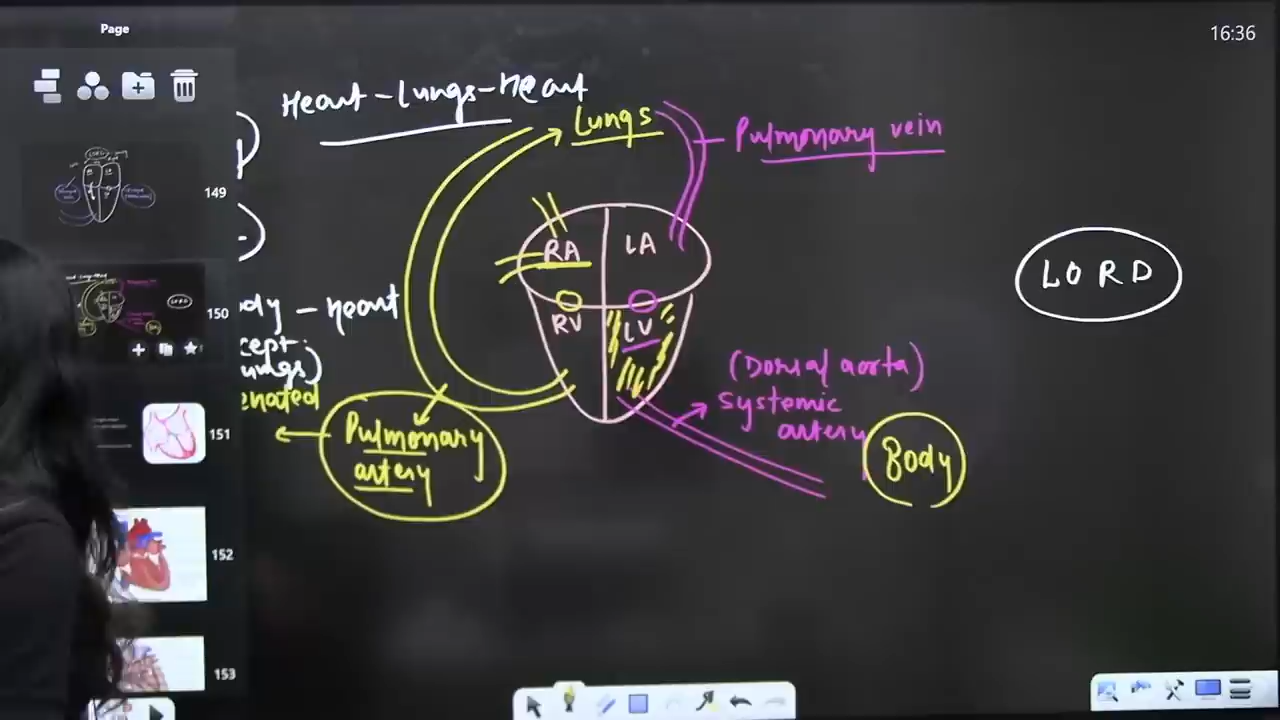 Page
16:36
Heart-Lungs-Heart
Lungs
Pulmonary vein
149
RA
LA
LORD
150
RV
LV
dy - Heart
cept
ungs)
enated
(Dorsal aorta)
systemic
artery
Body
Pulmonary
artery
151
152
153